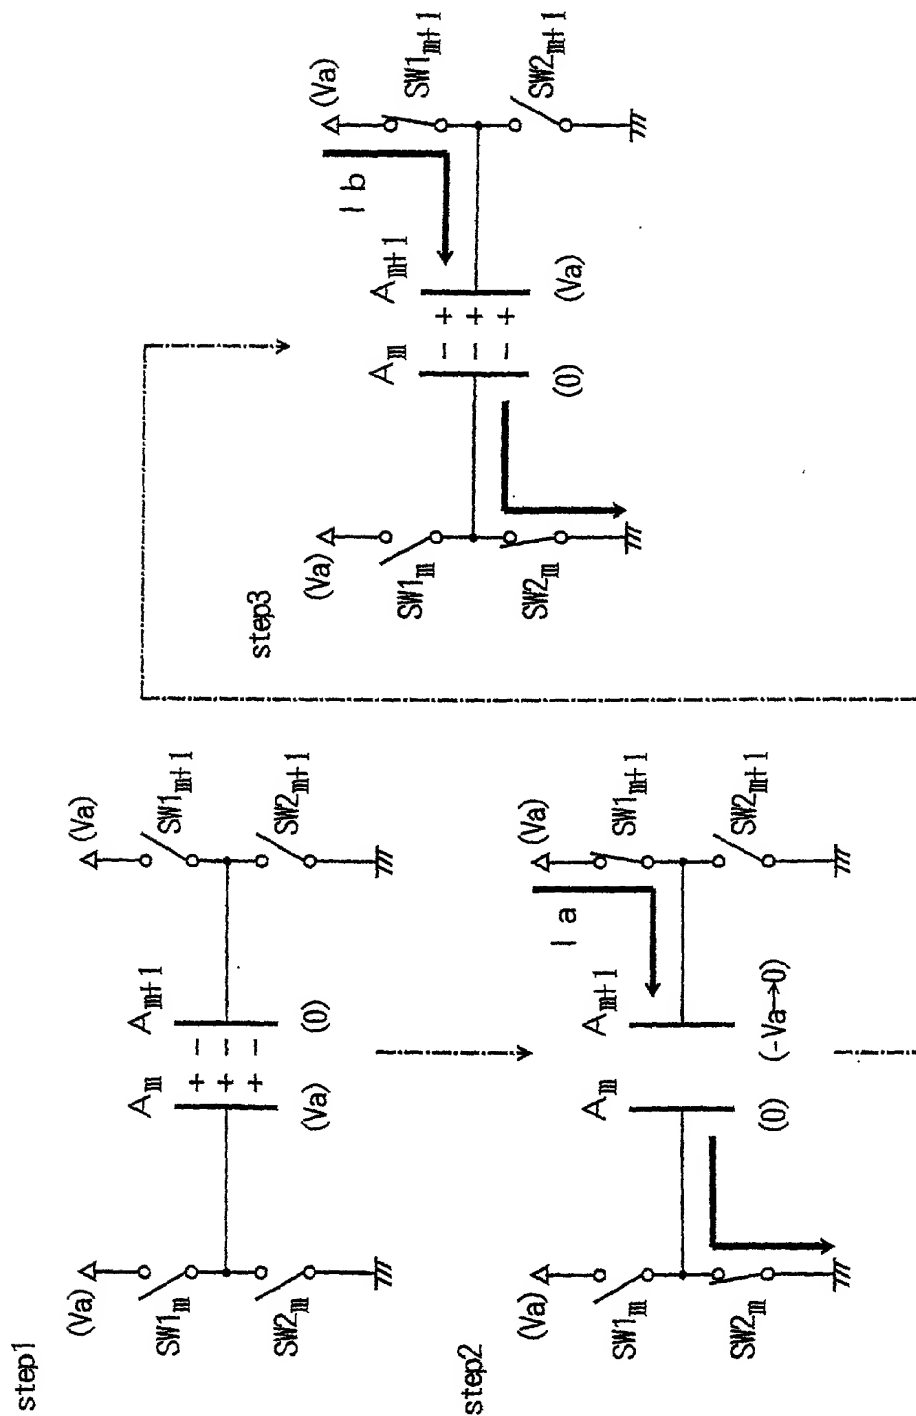 step1
(Va)
(Va)
SW1m
SW1m+1
Am
Am+1
+ −
+ −
+ −
SW2m
SW2m+1
(Va)
(0)
step2
(Va)
(Va)
Ia
SW1m
SW1m+1
Am
Am+1
SW2m
SW2m+1
(0)
(-Va→0)
step3
(Va)
(Va)
Ib
SW1m
SW1m+1
Am
Am+1
− +
− +
− +
SW2m
SW2m+1
(0)
(Va)